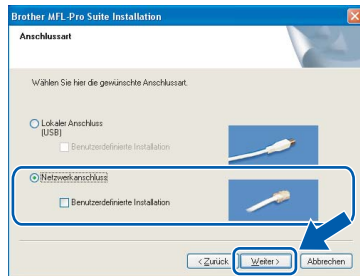 Brother MFL-Pro Suite Installation
Anschlussart
Wählen Sie hier die gewünschte Anschlussart.
Lokaler Anschluss
(USB)
Benutzerdefinierte Installation
Netzwerkanschluss
Benutzerdefinierte Installation
< Zurück Weiter > Abbrechen